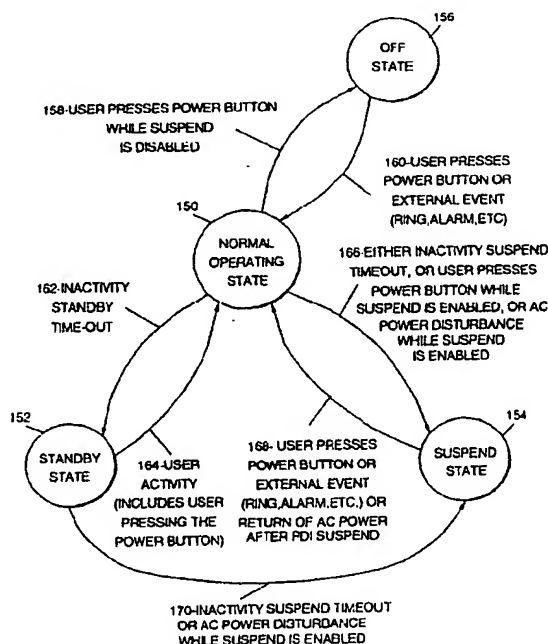 156
OFF
STATE
158-USER PRESSES POWER BUTTON
WHILE SUSPEND
IS DISABLED
160-USER PRESSES
POWER BUTTON OR
EXTERNAL EVENT
(RING,ALARM,ETC)
150
NORMAL
OPERATING
STATE
166-EITHER INACTIVITY SUSPEND
TIMEOUT, OR USER PRESSES
POWER BUTTON WHILE
SUSPEND IS ENABLED, OR AC
POWER DISTURBANCE
WHILE SUSPEND
IS ENABLED
162-INACTIVITY
STANDBY
TIME-OUT
152
STANDBY
STATE
164-USER
ACTIVITY
(INCLUDES USER
PRESSING THE
POWER BUTTON)
168- USER PRESSES
POWER BUTTON OR
EXTERNAL EVENT
(RING,ALARM,ETC,) OR
RETURN OF AC POWER
AFTER PDI SUSPEND
154
SUSPEND
STATE
170-INACTIVITY SUSPEND TIMEOUT
OR AC POWER DISTURBANCE
WHILE SUSPEND IS ENABLED